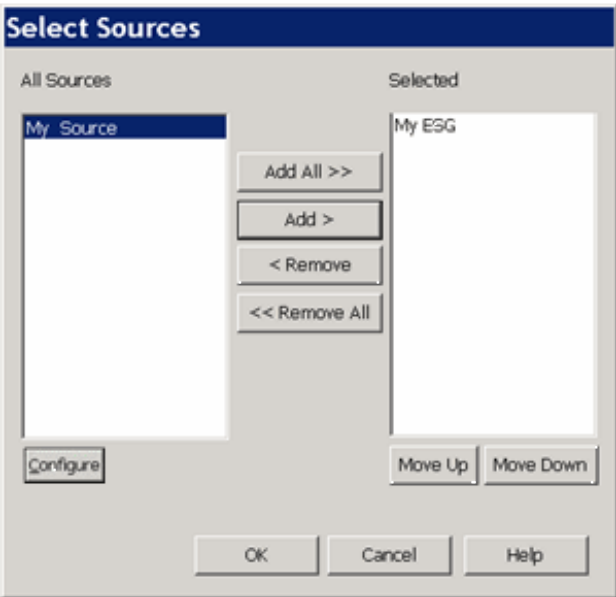 Select Sources
All Sources
Selected
My Source
My ESG
Add All >>
Add >
< Remove
<< Remove All
Configure
Move Up
Move Down
OK
Cancel
Help